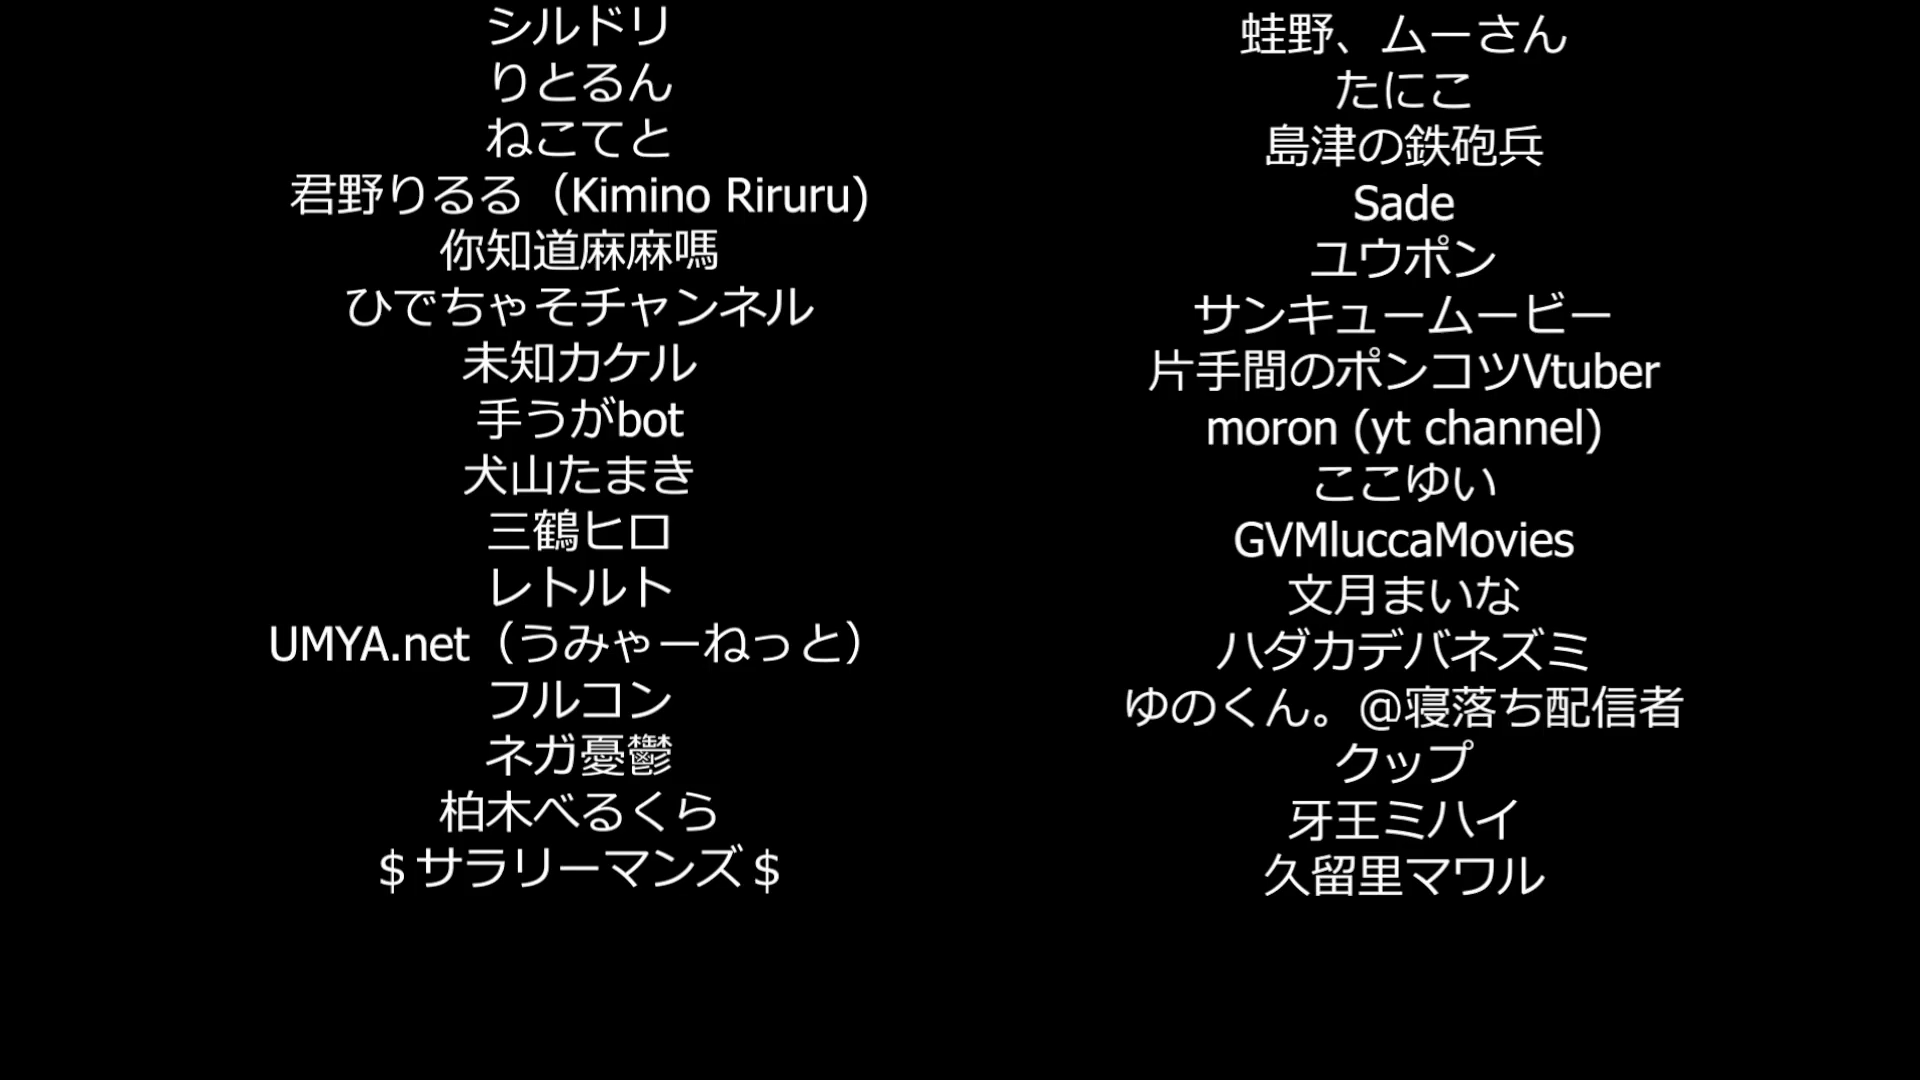 シルドリ
りとるん
ねこてと
君野りるる（Kimino Riruru)
你知道麻麻嗎
ひでちゃそチャンネル
未知カケル
手うがbot
犬山たまき
三鶴ヒロ
レトルト
UMYA.net（うみゃーねっと）
フルコン
ネガ憂鬱
柏木べるくら
＄サラリーマンズ＄
蛙野、ムーさん
たにこ
島津の鉄砲兵
Sade
ユウポン
サンキュームービー
片手間のポンコツVtuber
moron (yt channel)
ここゆい
GVMluccaMovies
文月まいな
ハダカデバネズミ
ゆのくん。@寝落ち配信者
クップ
牙王ミハイ
久留里マワル